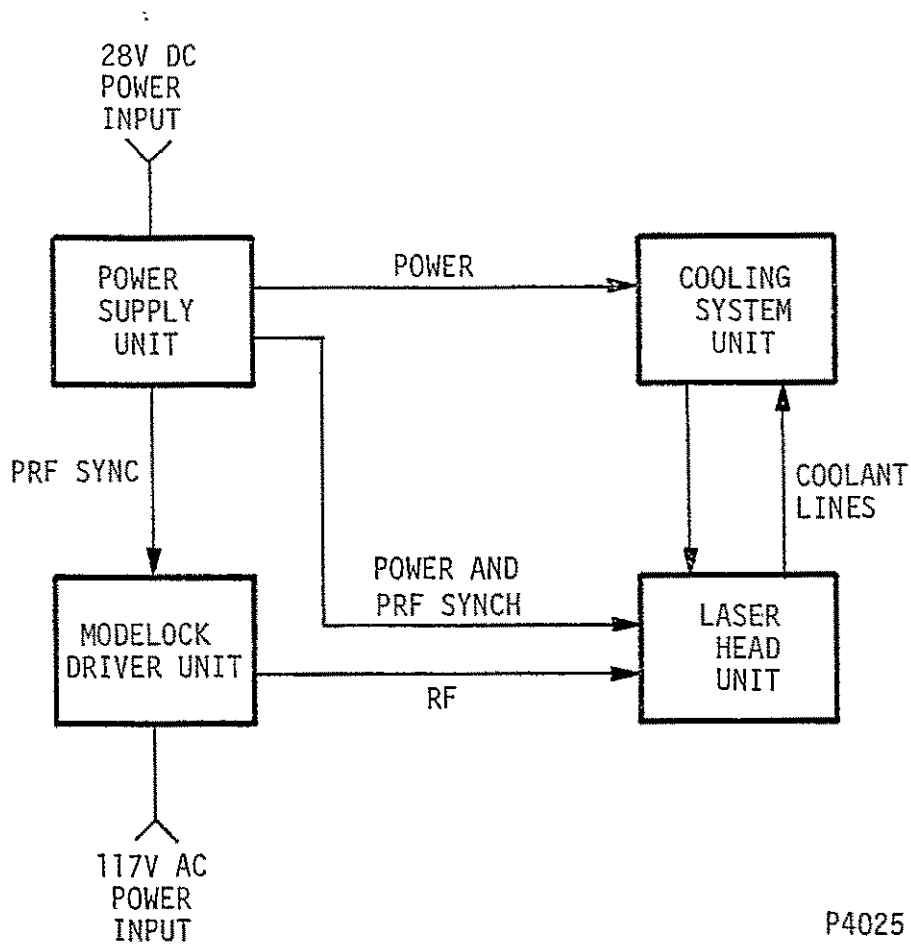 28V DC
POWER
INPUT
POWER
SUPPLY
UNIT
POWER
COOLING
SYSTEM
UNIT
PRF SYNC
COOLANT
LINES
POWER AND
PRF SYNCH
MODELOCK
DRIVER UNIT
RF
LASER
HEAD
UNIT
117V AC
POWER
INPUT
P4025